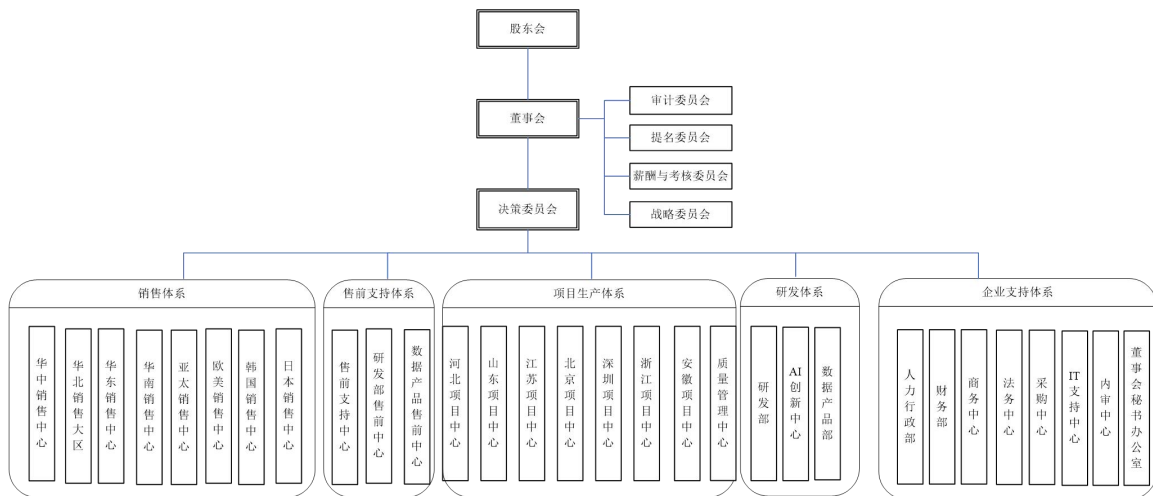 股东会
董事会
审计委员会
提名委员会
薪酬与考核委员会
战略委员会
决策委员会
销售体系
华中销售中心
华北销售大区
华东销售中心
华南销售中心
亚太销售中心
欧美销售中心
韩国销售中心
日本销售中心
售前支持体系
售前支持中心
研发部售前中心
数据产品售前中心
项目生产体系
河北项目中心
山东项目中心
江苏项目中心
北京项目中心
深圳项目中心
浙江项目中心
安徽项目中心
质量管理中心
研发体系
研发部
AI创新中心
数据产品部
企业支持体系
人力行政部
财务部
商务中心
法务中心
采购中心
IT支持中心
内审中心
董事会秘书办公室